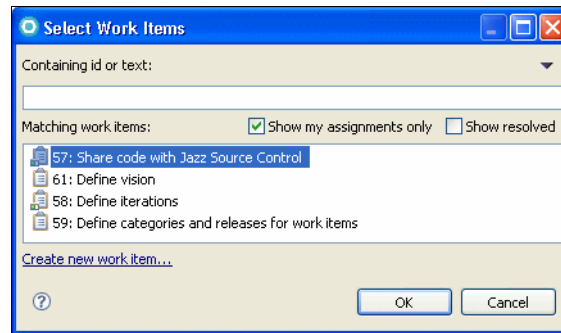 Select Work Items
Containing id or text:
Matching work items: Show my assignments only Show resolved
57: Share code with Jazz Source Control
61: Define vision
58: Define iterations
59: Define categories and releases for work items
Create new work item...
? OK Cancel